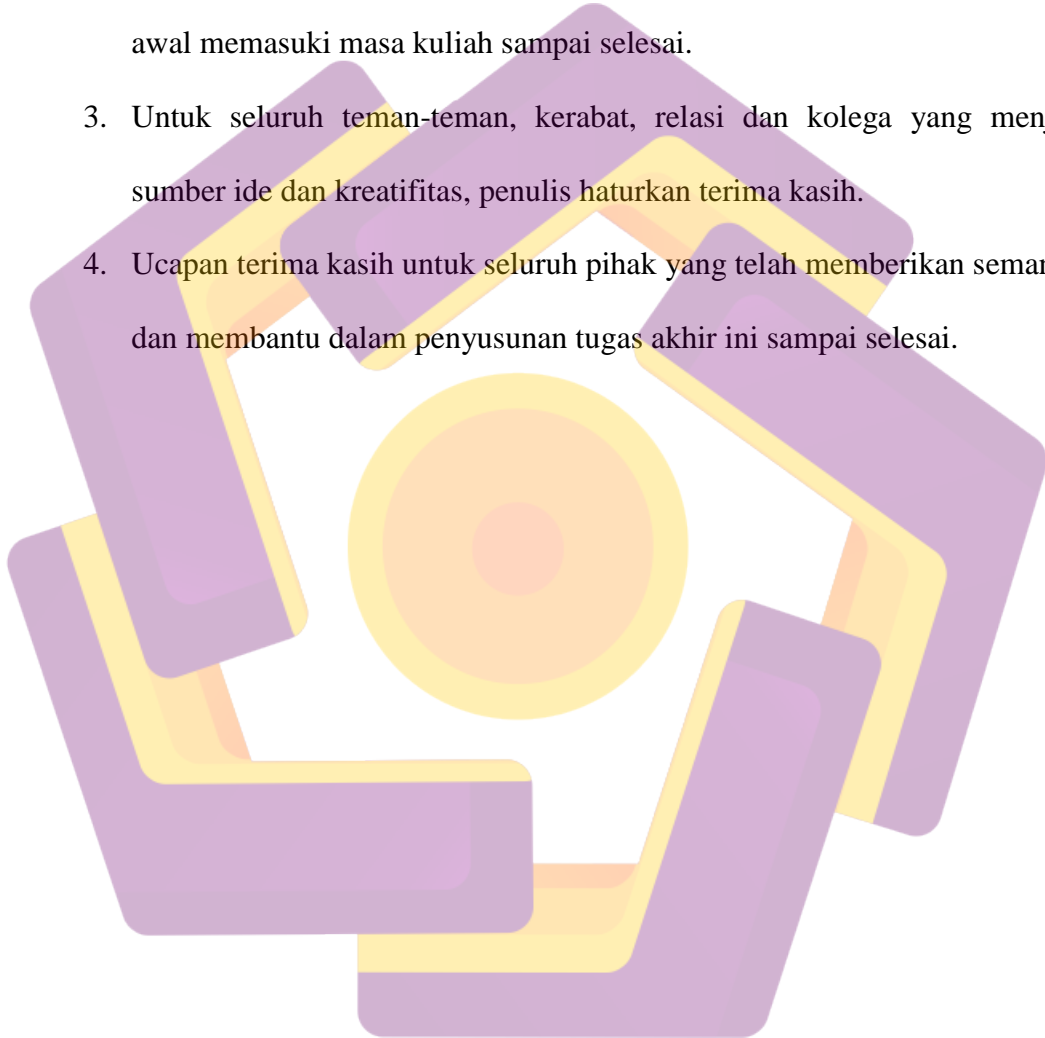 awal memasuki masa kuliah sampai selesai.
3. Untuk seluruh teman-teman, kerabat, relasi dan kolega yang
sumber ide dan kreatifitas, penulis haturkan terima kasih.
4. Ucapan terima kasih untuk seluruh pihak yang telah memberikan
dan membantu dalam penyusunan tugas akhir ini sampai selesai.